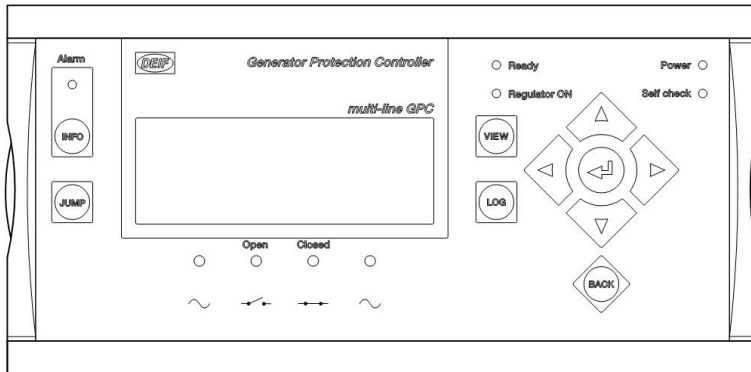 Alarm
INFO
JUMP
DEIF
Generator Protection Controller
multi-line GPC
Open Closed
Ready
Regulator ON
Power
Self check
VIEW
LOG
BACK